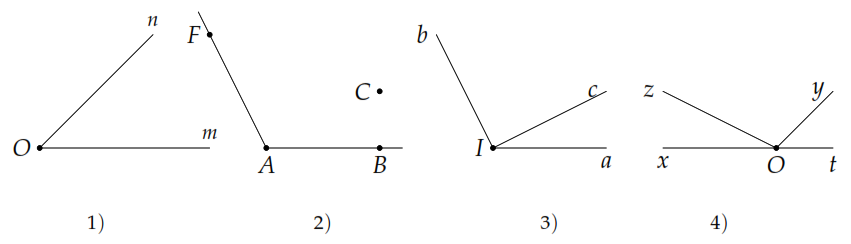 n F b
C c z y
O m I
A B a x O t
1) 2) 3) 4)